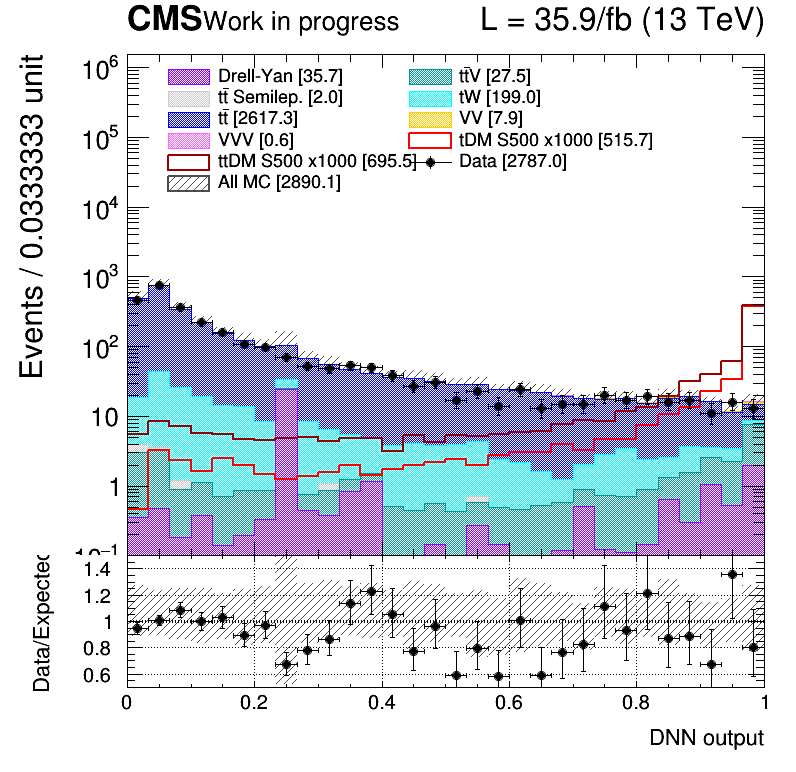 CMS Work in progress L = 35.9/fb (13 TeV)
Events / 0.0333333 unit
Drell-Yan [35.7] tt̄V [27.5]
tt̄ Semilep. [2.0] tW [199.0]
tt̄ [2617.3] VV [7.9]
VVV [0.6] tDM S500 x1000 [515.7]
ttDM S500 x1000 [695.5] Data [2787.0]
All MC [2890.1]
10⁶
10⁵
10⁴
10³
10²
10
1
10⁻¹
Data/Expected
1.4
1.2
1
0.8
0.6
0 0.2 0.4 0.6 0.8 1
DNN output